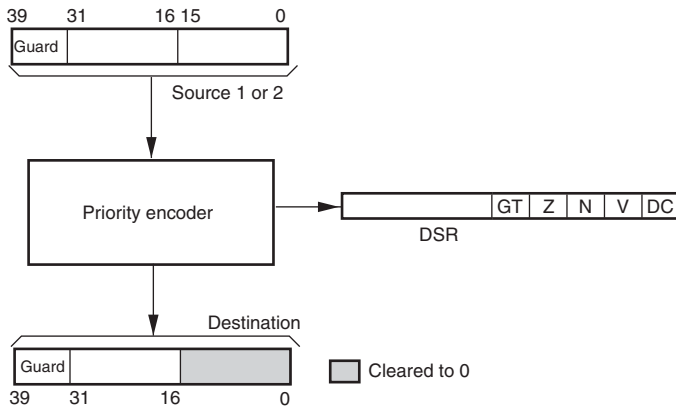 39 31 16 15 0
Guard
Source 1 or 2
Priority encoder
GT Z N V DC
DSR
Destination
Guard
Cleared to 0
39 31 16 0